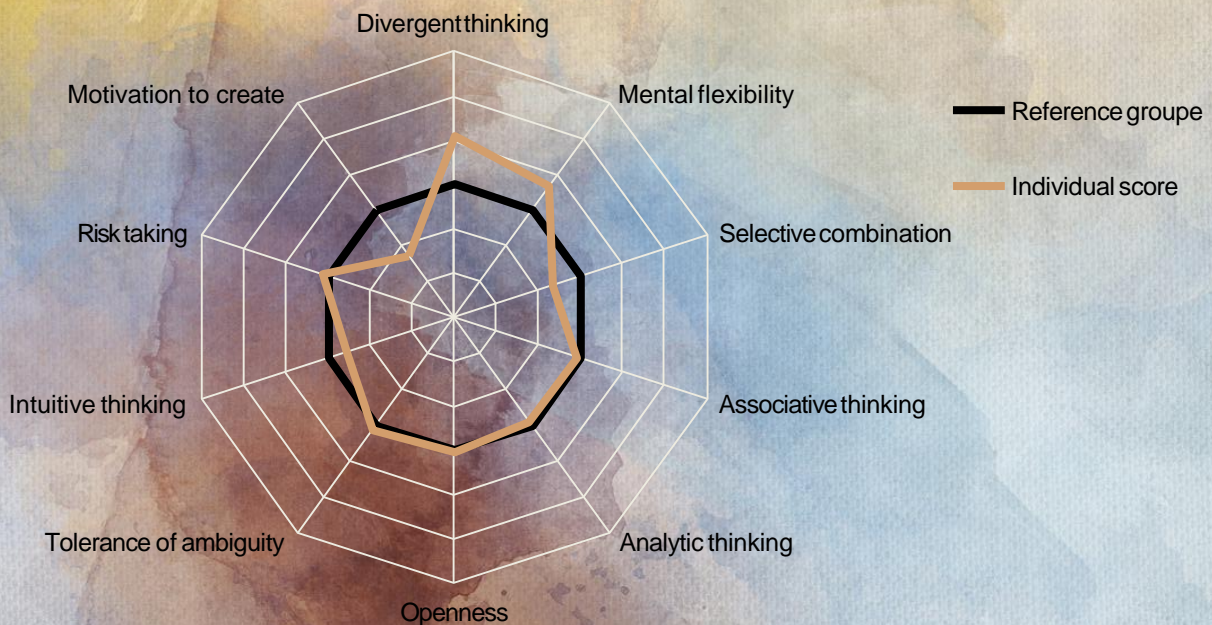 Divergent thinking
Motivation to create
Mental flexibility
Reference groupe
Individual score
Risk taking
Selective combination
Intuitive thinking
Associative thinking
Tolerance of ambiguity
Analytic thinking
Openness